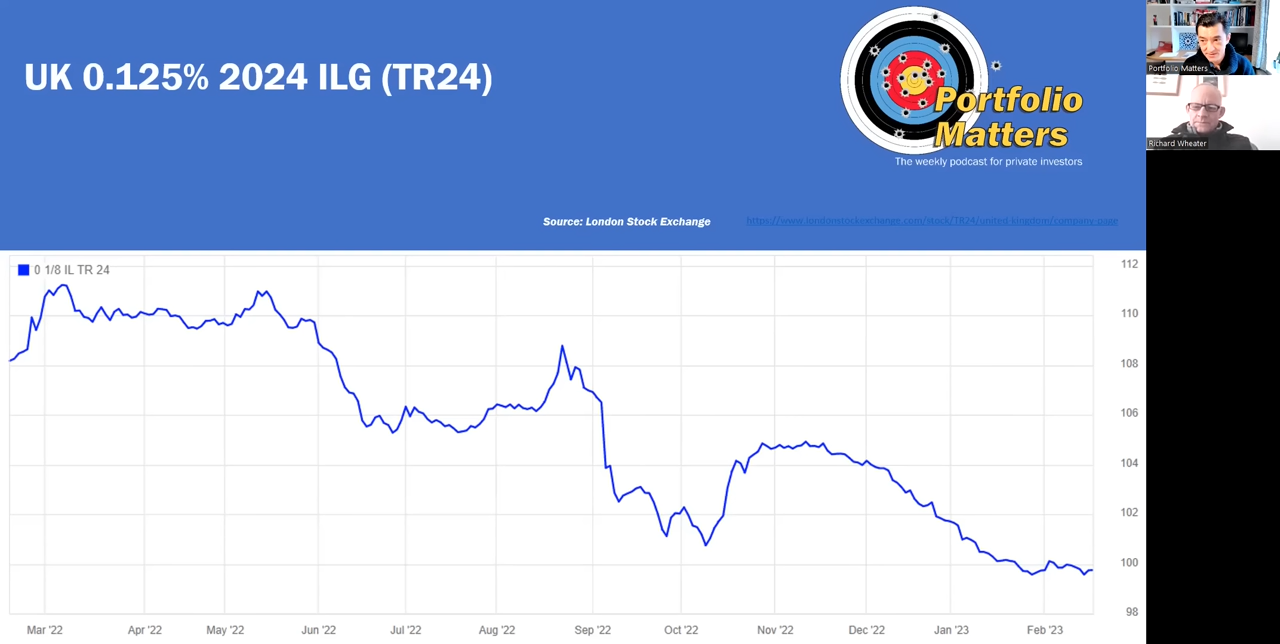 UK 0.125% 2024 ILG (TR24)
Portfolio
Matters
The weekly podcast for private investors
Source: London Stock Exchange
https://www.londonstockexchange.com/stock/TR24/united-kingdom/company-page
Portfolio Matters
Richard Wheater
0 1/8 IL TR 24
112
110
108
106
104
102
100
98
Mar '22
Apr '22
May '22
Jun '22
Jul '22
Aug '22
Sep '22
Oct '22
Nov '22
Dec '22
Jan '23
Feb '23